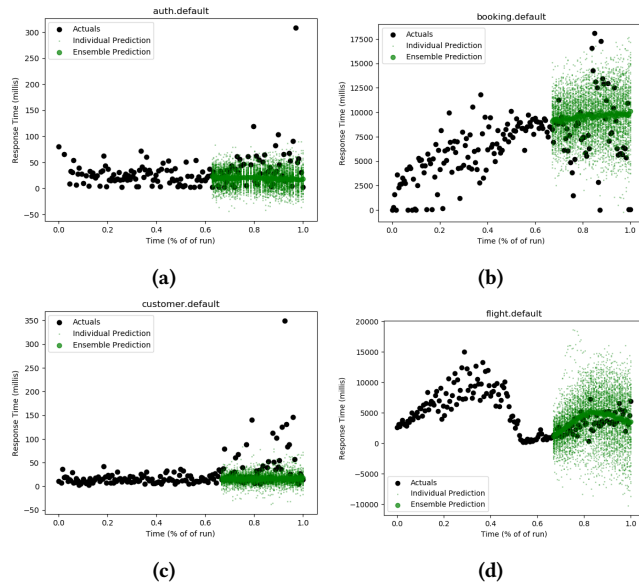 auth.default
Actuals
Individual Prediction
Ensemble Prediction
Response Time (millis)
300
250
200
150
100
50
0
−50
0.0 0.2 0.4 0.6 0.8 1.0
Time (% of of run)
(a)
booking.default
Actuals
Individual Prediction
Ensemble Prediction
Response Time (millis)
17500
15000
12500
10000
7500
5000
2500
0
0.0 0.2 0.4 0.6 0.8 1.0
Time (% of of run)
(b)
customer.default
Actuals
Individual Prediction
Ensemble Prediction
Response Time (millis)
350
300
250
200
150
100
50
0
−50
0.0 0.2 0.4 0.6 0.8 1.0
Time (% of of run)
(c)
flight.default
Response Time (millis)
20000
15000
10000
5000
0
−5000
−10000
Actuals
Individual Prediction
Ensemble Prediction
0.0 0.2 0.4 0.6 0.8 1.0
Time (% of of run)
(d)